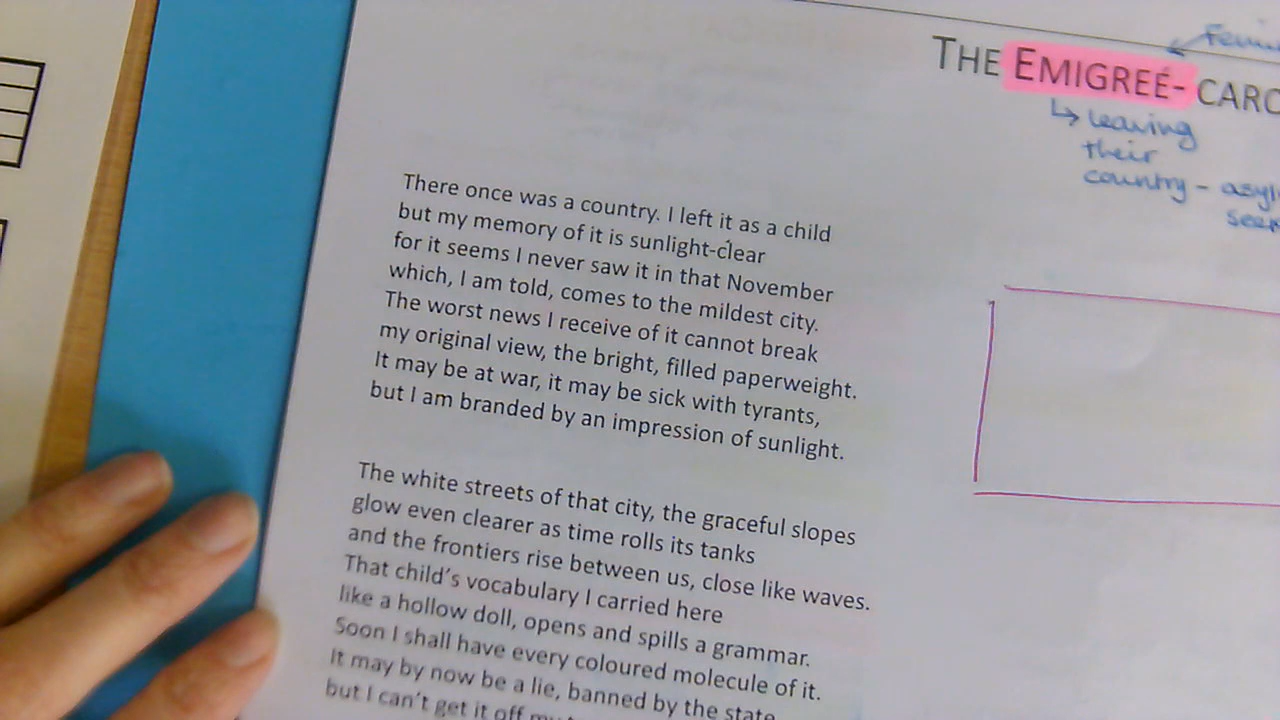 THE EMIGREÉ-
↳ leaving
their
country -
There once was a country. I left it as a child
but my memory of it is sunlight-clear
for it seems I never saw it in that November
which, I am told, comes to the mildest city.
The worst news I receive of it cannot break
my original view, the bright, filled paperweight.
It may be at war, it may be sick with tyrants,
but I am branded by an impression of sunlight.
The white streets of that city, the graceful slopes
glow even clearer as time rolls its tanks
and the frontiers rise between us, close like waves.
That child's vocabulary I carried here
like a hollow doll, opens and spills a grammar.
Soon I shall have every coloured molecule of it.
It may by now be a lie, banned by the state
but I can't get it off my